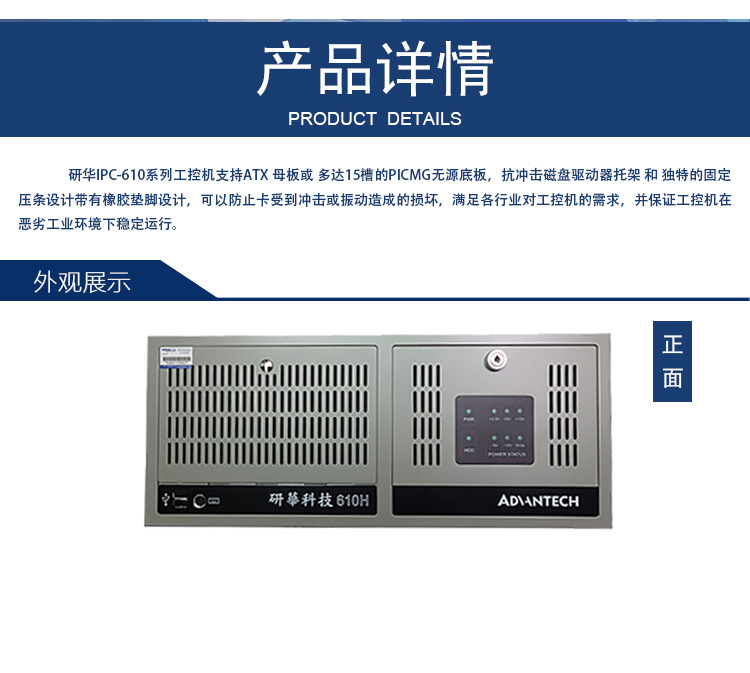 产品详情
PRODUCT DETAILS
研华IPC-610系列工控机支持ATX 母板或 多达15槽的PICMG无源底板，抗冲击磁盘驱动器托架 和 独特的固定
压条设计带有橡胶垫脚设计，可以防止卡受到冲击或振动造成的损坏，满足各行业对工控机的需求，并保证工控机在
恶劣工业环境下稳定运行。
外观展示
正
面
PWR
HDD
POWER STATUS
研華科技 610H
ADVANTECH